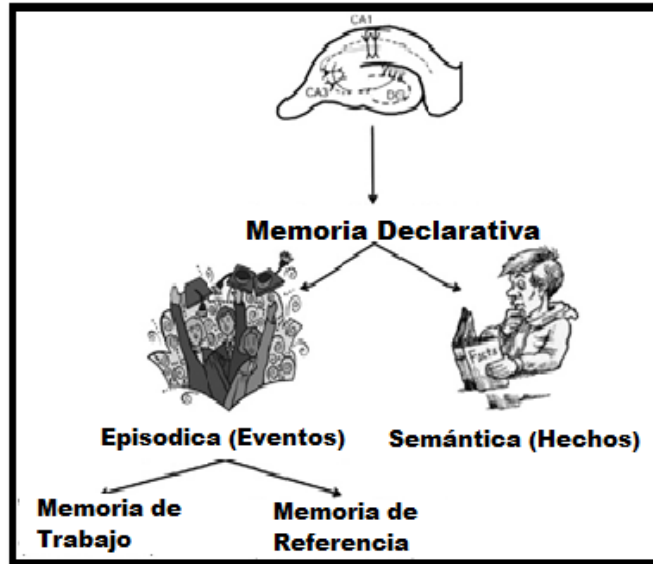 CA1
CA3
DG
Memoria Declarativa
Facts
Episodica (Eventos)
Semántica (Hechos)
Memoria de
Trabajo
Memoria de
Referencia